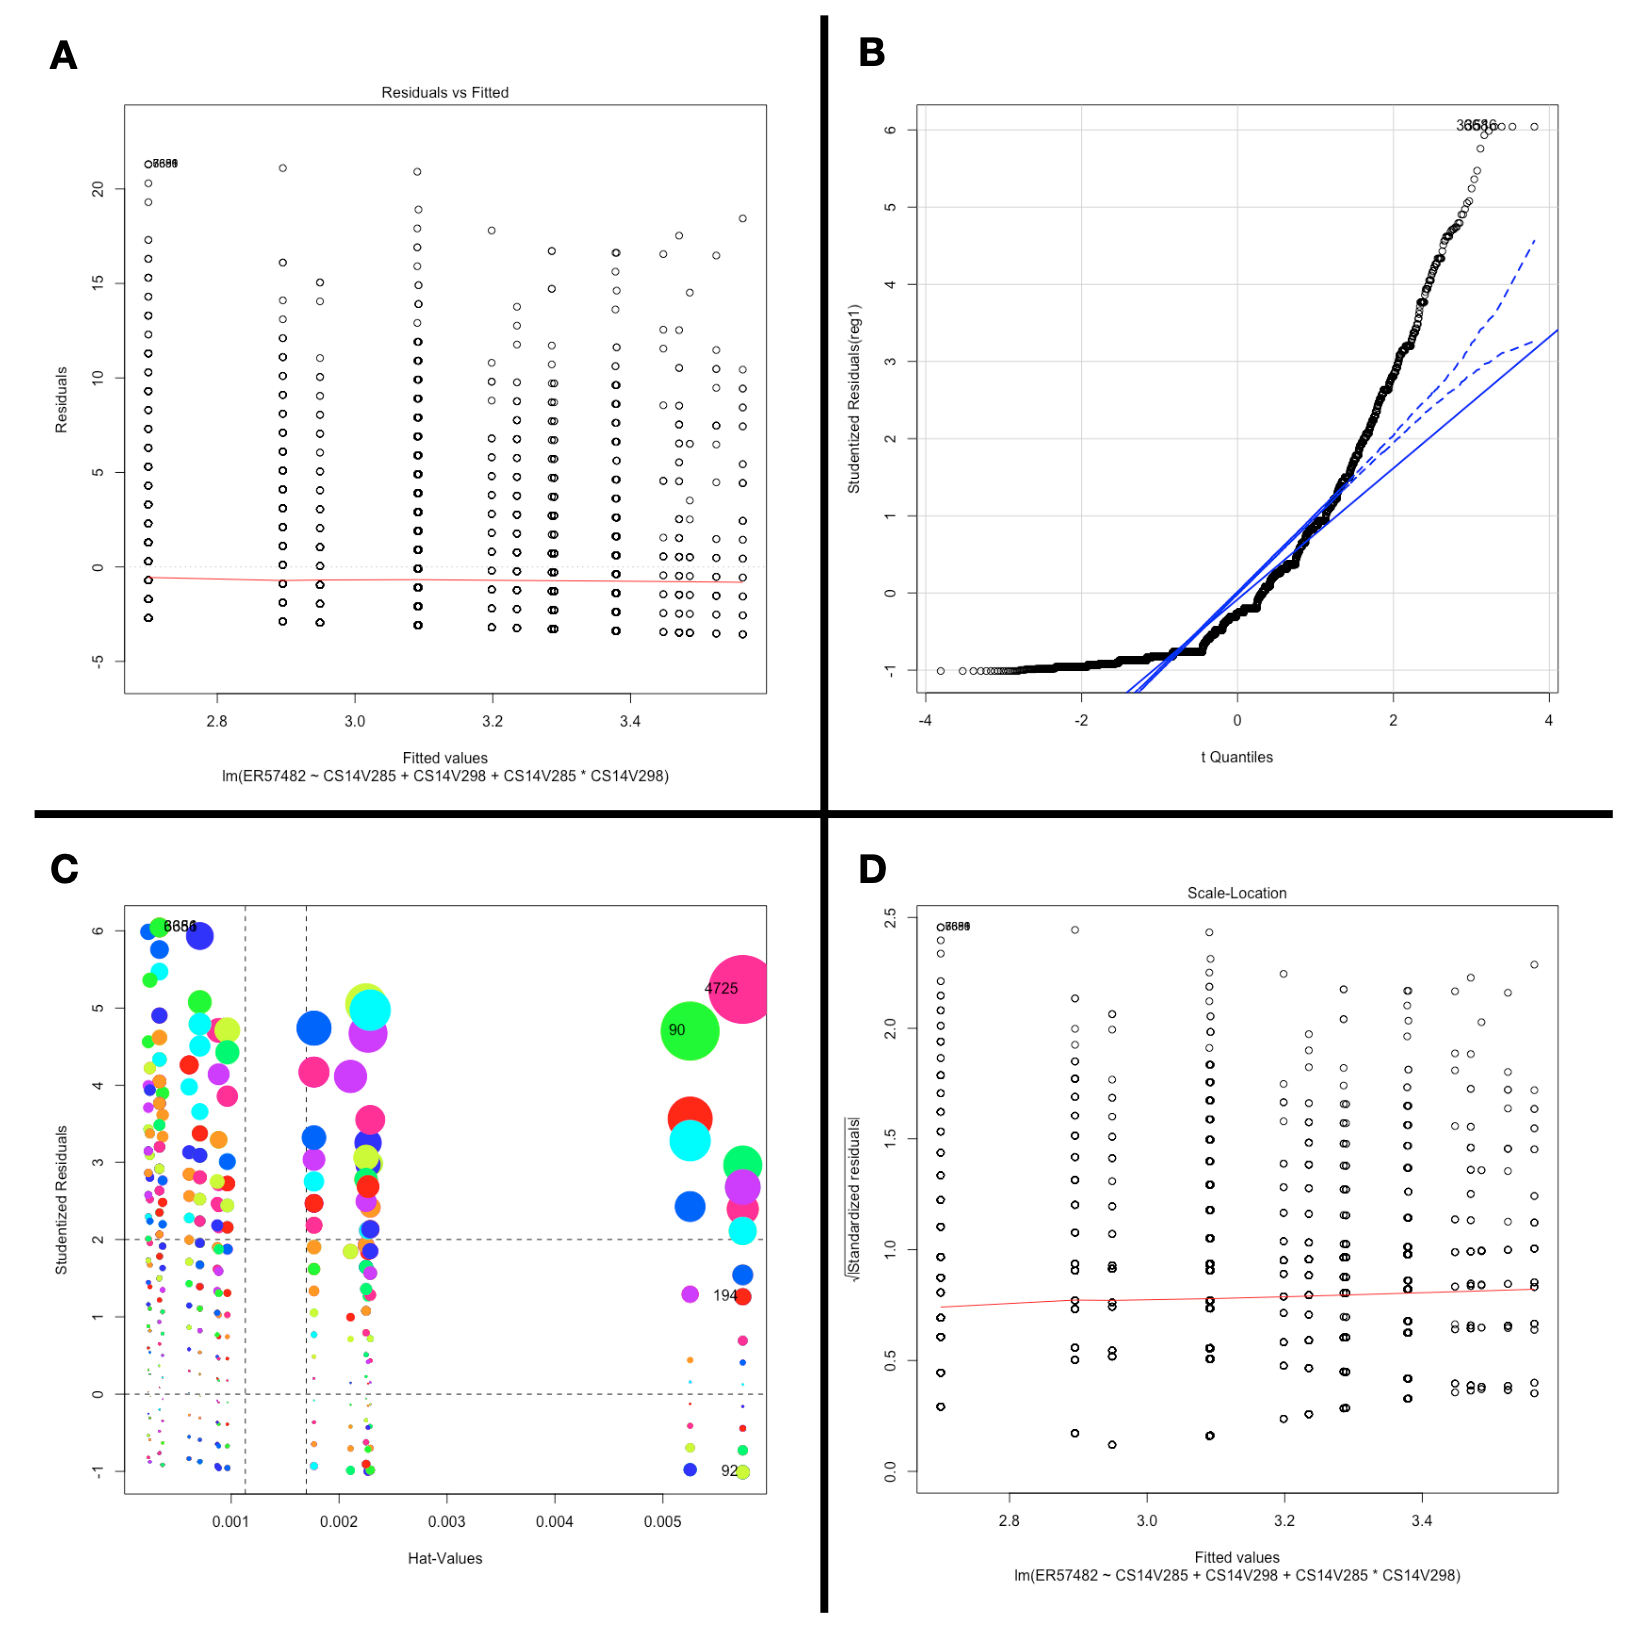 A
Residuals vs Fitted
20
15
10
5
0
-5
Residuals
2.8 3.0 3.2 3.4
Fitted values
lm(ER57482 ~ CS14V285 + CS14V298 + CS14V285 * CS14V298)
B
6
5
4
3
2
1
0
-1
Studentized Residuals(reg1)
-4 -2 0 2 4
t Quantiles
C
6
5
4
3
2
1
0
-1
Studentized Residuals
4725
90
194
92
0.001 0.002 0.003 0.004 0.005
Hat-Values
D
Scale-Location
2.5
2.0
1.5
1.0
0.5
0.0
√|Standardized residuals|
2.8 3.0 3.2 3.4
Fitted values
lm(ER57482 ~ CS14V285 + CS14V298 + CS14V285 * CS14V298)